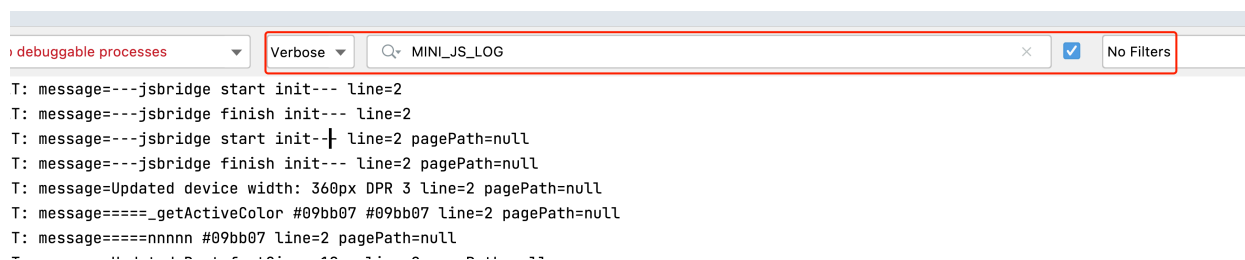 debuggable processes Verbose MINI_JS_LOG No Filters
T: message=---jsbridge start init--- line=2
T: message=---jsbridge finish init--- line=2
T: message=---jsbridge start init--- line=2 pagePath=null
T: message=---jsbridge finish init--- line=2 pagePath=null
T: message=Updated device width: 360px DPR 3 line=2 pagePath=null
T: message=====_getActiveColor #09bb07 #09bb07 line=2 pagePath=null
T: message=====nnnnn #09bb07 line=2 pagePath=null